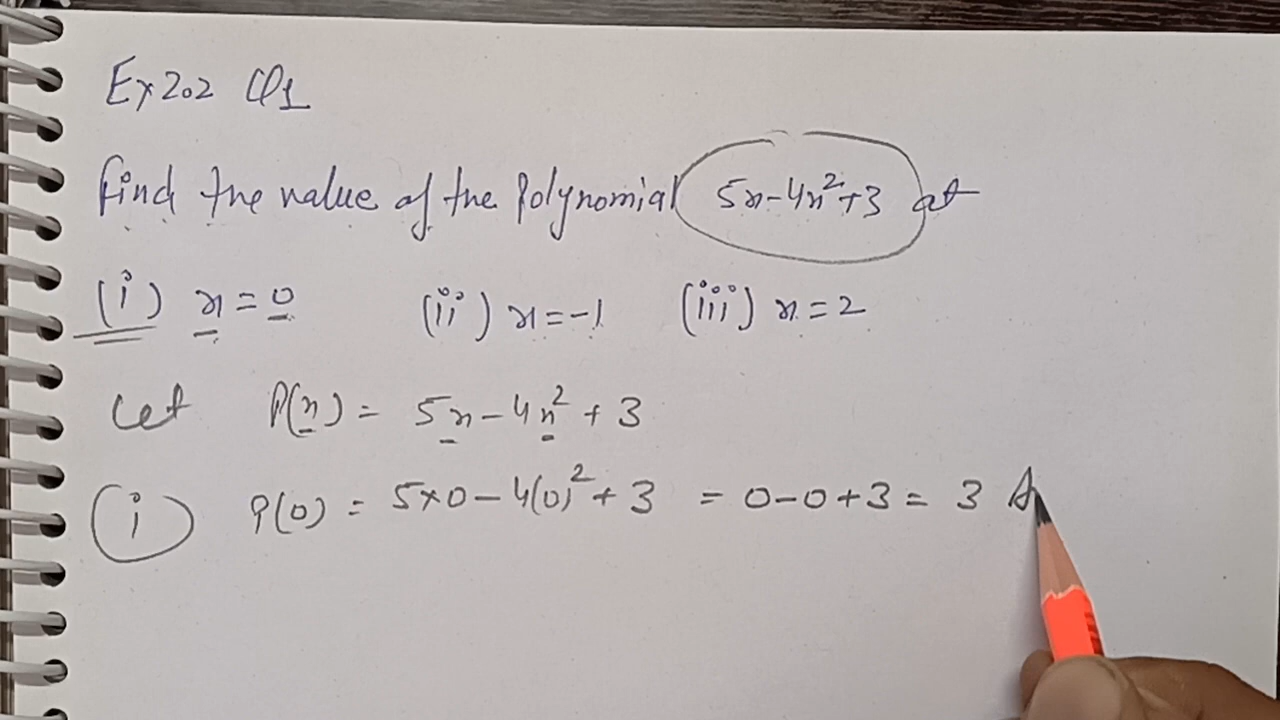 Ex 2.2 Q1
Find the value of the Polynomial 5x-4x²+3 at
(i) x=0 (ii) x=-1 (iii) x=2
Let P(x) = 5x-4x²+3
(i) P(0) = 5×0-4(0)²+3 = 0-0+3 = 3 A